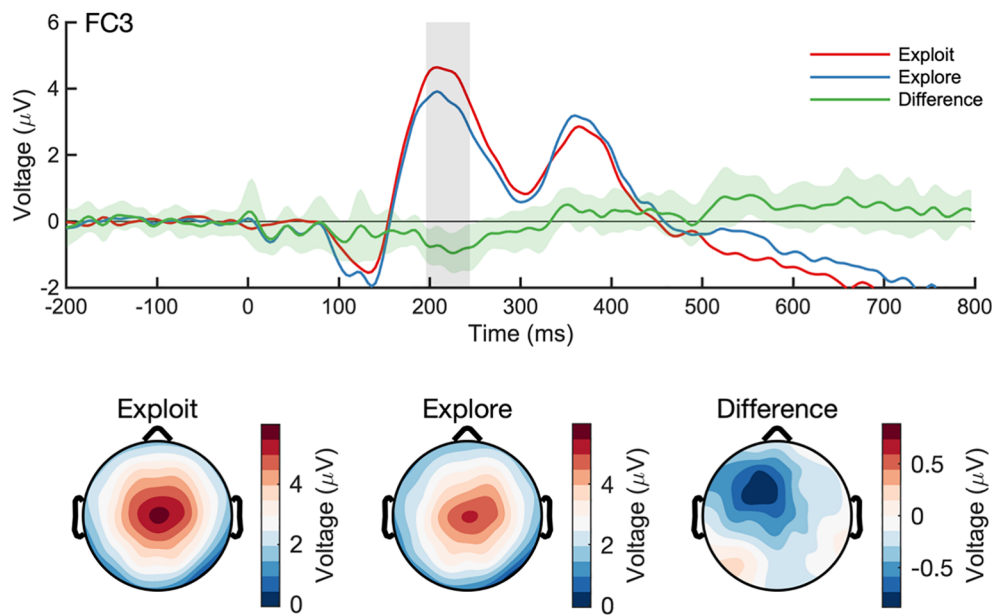 FC3
6
4
2
0
-2
Voltage (μV)
Exploit
Explore
Difference
-200 -100 0 100 200 300 400 500 600 700 800
Time (ms)
Exploit Explore Difference
4
2
0
Voltage (μV)
4
2
0
Voltage (μV)
0.5
0
-0.5
Voltage (μV)